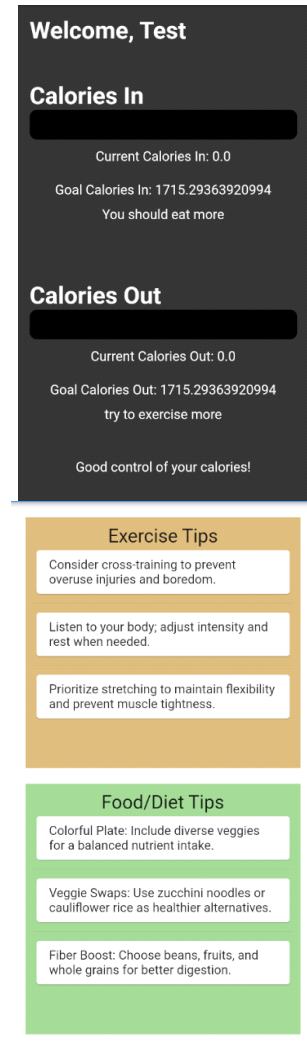 Welcome, Test
Calories In
Current Calories In: 0.0
Goal Calories In: 1715.29363920994
You should eat more
Calories Out
Current Calories Out: 0.0
Goal Calories Out: 1715.29363920994
try to exercise more
Good control of your calories!
Exercise Tips
Consider cross-training to prevent
overuse injuries and boredom.
Listen to your body; adjust intensity and
rest when needed.
Prioritize stretching to maintain flexibility
and prevent muscle tightness.
Food/Diet Tips
Colorful Plate: Include diverse veggies
for a balanced nutrient intake.
Veggie Swaps: Use zucchini noodles or
cauliflower rice as healthier alternatives.
Fiber Boost: Choose beans, fruits, and
whole grains for better digestion.